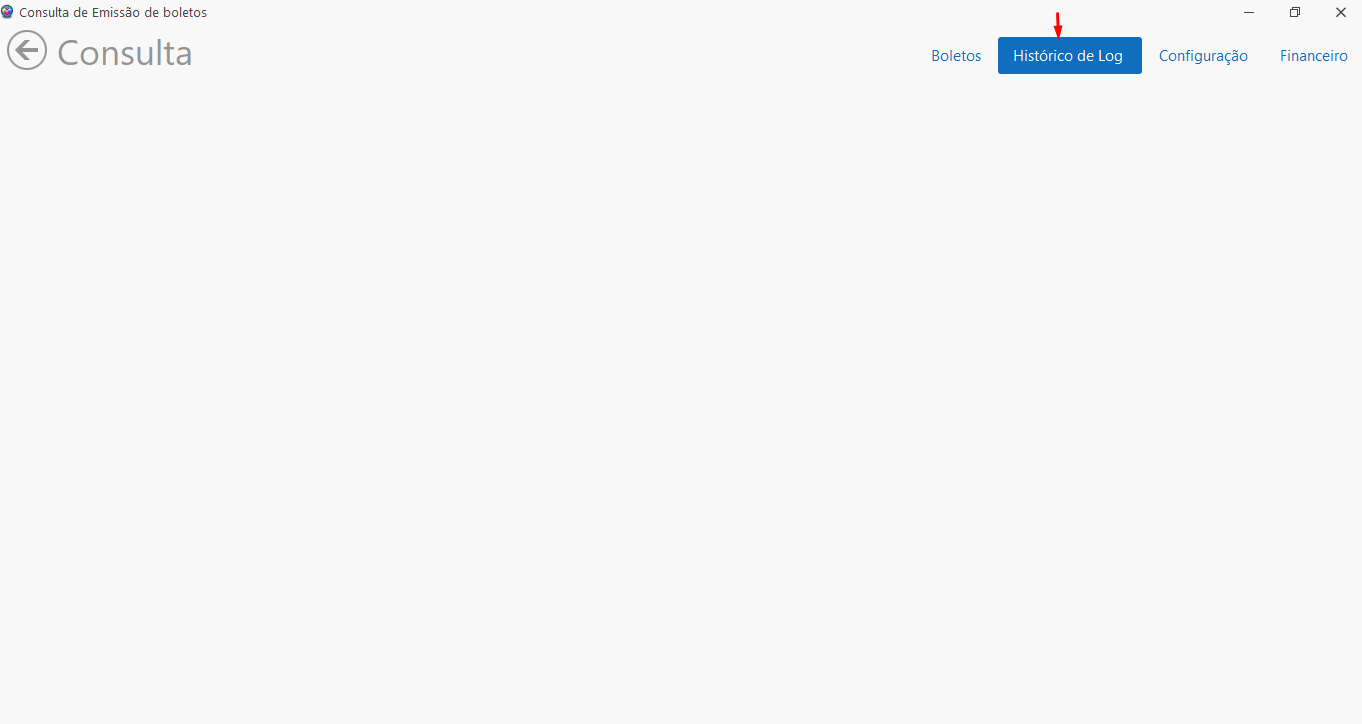 Consulta de Emissão de boletos
Consulta
Boletos
Histórico de Log
Configuração
Financeiro